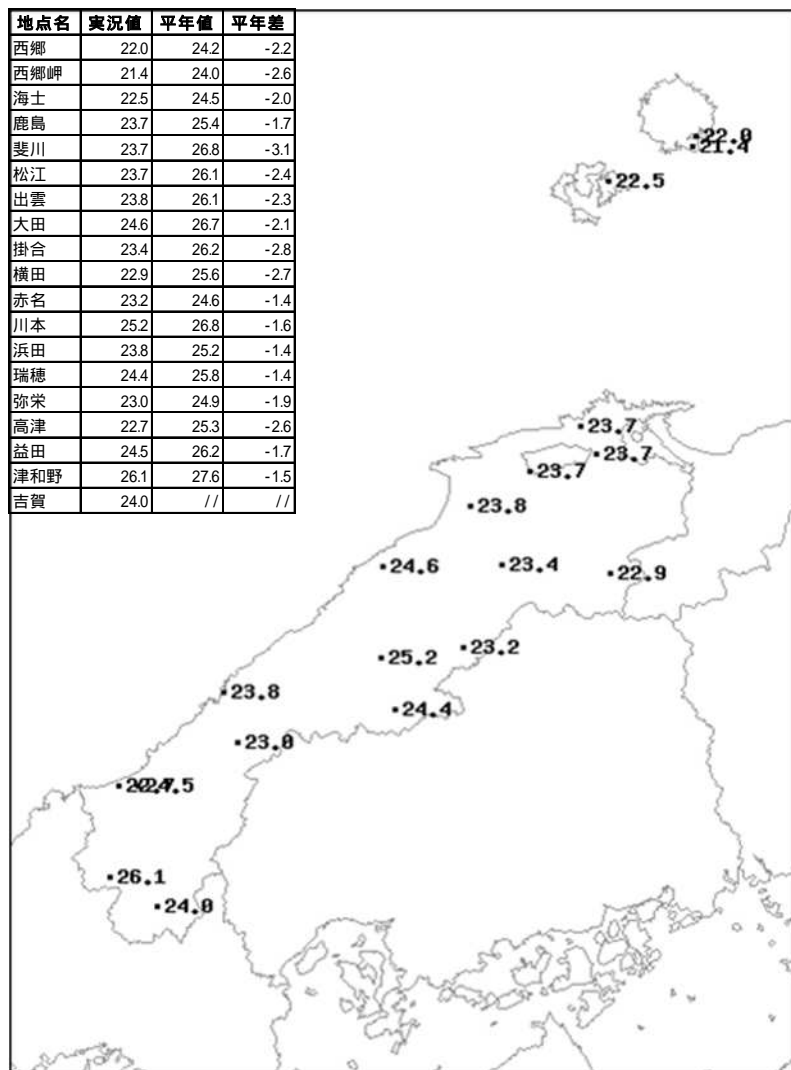 地点名 実況値 平年値 平年差
西郷 22.0 24.2 -2.2
西郷岬 21.4 24.0 -2.6
海士 22.5 24.5 -2.0
鹿島 23.7 25.4 -1.7
斐川 23.7 26.8 -3.1
松江 23.7 26.1 -2.4
出雲 23.8 26.1 -2.3
大田 24.6 26.7 -2.1
掛合 23.4 26.2 -2.8
横田 22.9 25.6 -2.7
赤名 23.2 24.6 -1.4
川本 25.2 26.8 -1.6
浜田 23.8 25.2 -1.4
瑞穂 24.4 25.8 -1.4
弥栄 23.0 24.9 -1.9
高津 22.7 25.3 -2.6
益田 24.5 26.2 -1.7
津和野 26.1 27.6 -1.5
吉賀 24.0 // //
22.0
21.4
22.5
23.7
23.7
23.7
23.8
24.6
23.4
22.9
23.2
25.2
23.8
24.4
23.0
22.7
24.5
26.1
24.0